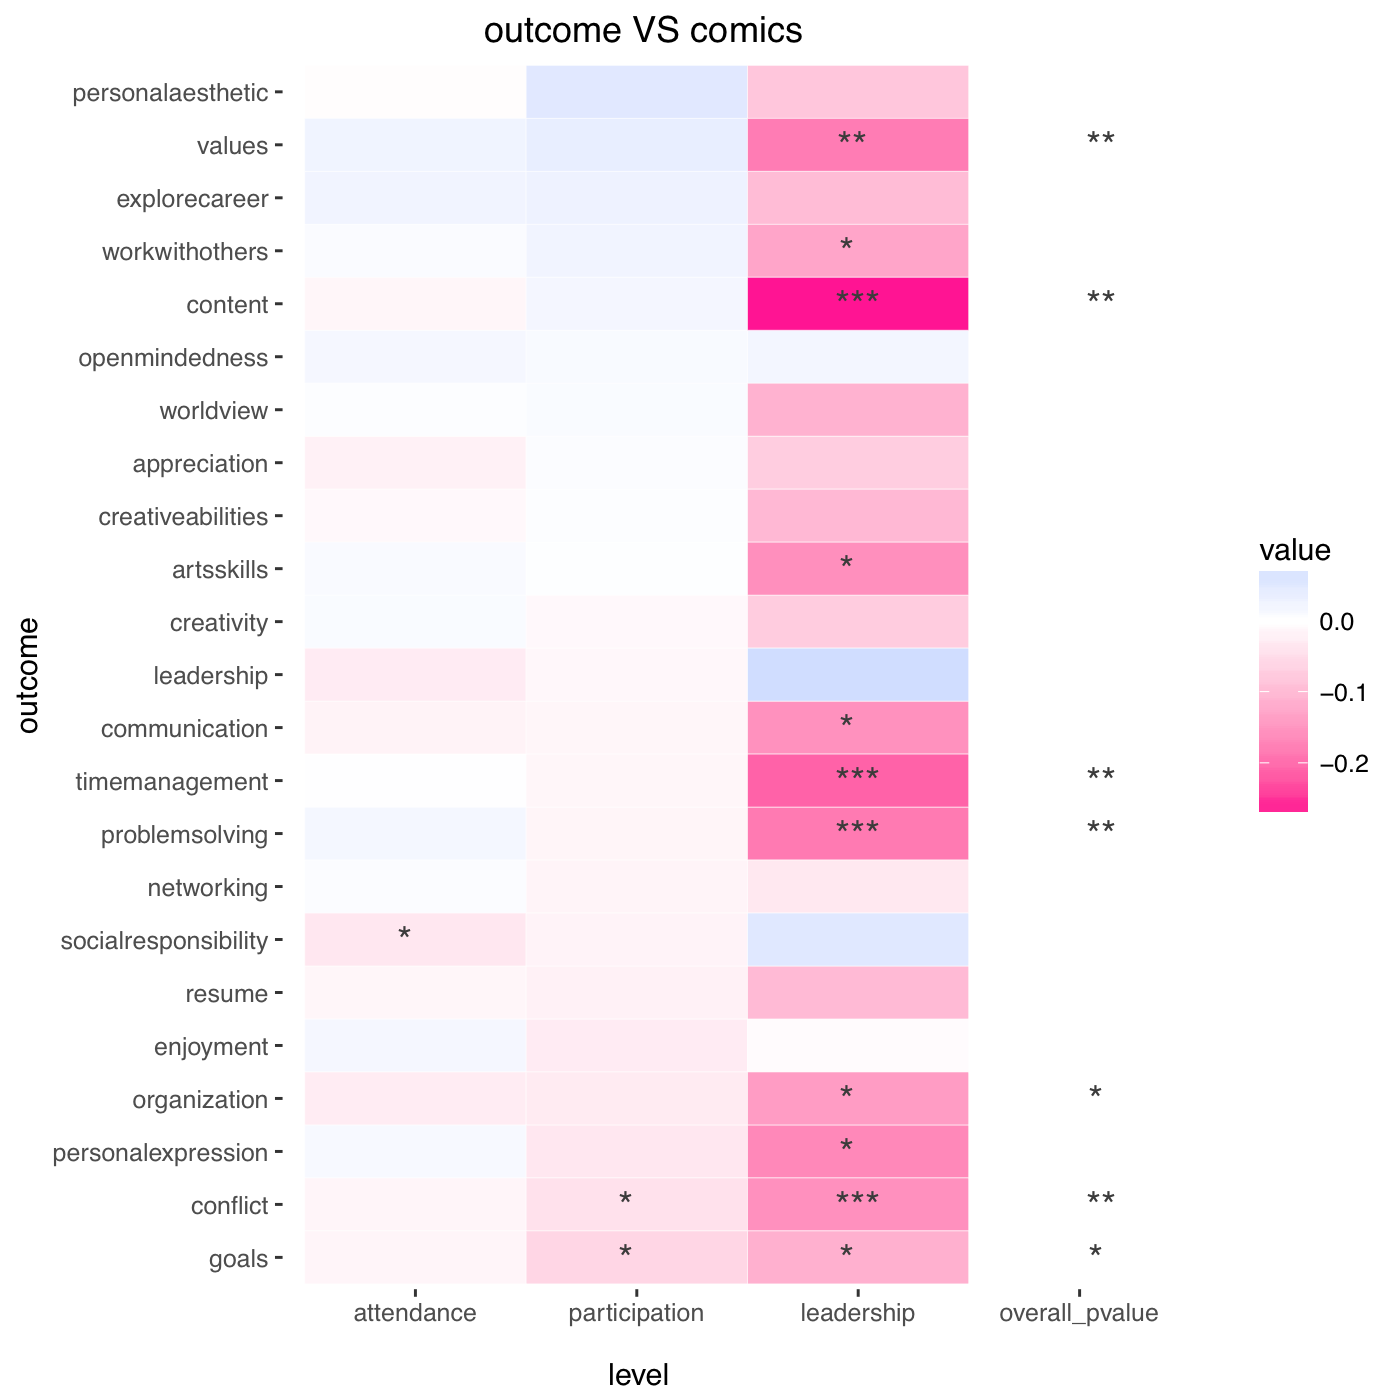 outcome VS comics
personalaesthetic
values ** **
explorecareer
workwithothers *
content *** **
openmindedness
worldview
appreciation
creativeabilities
artsskills *
creativity
leadership
communication *
timemanagement *** **
problemsolving *** **
networking
socialresponsibility *
resume
enjoyment
organization * *
personalexpression *
conflict * *** **
goals * * *
attendance participation leadership overall_pvalue
level
outcome
value
0.0
−0.1
−0.2